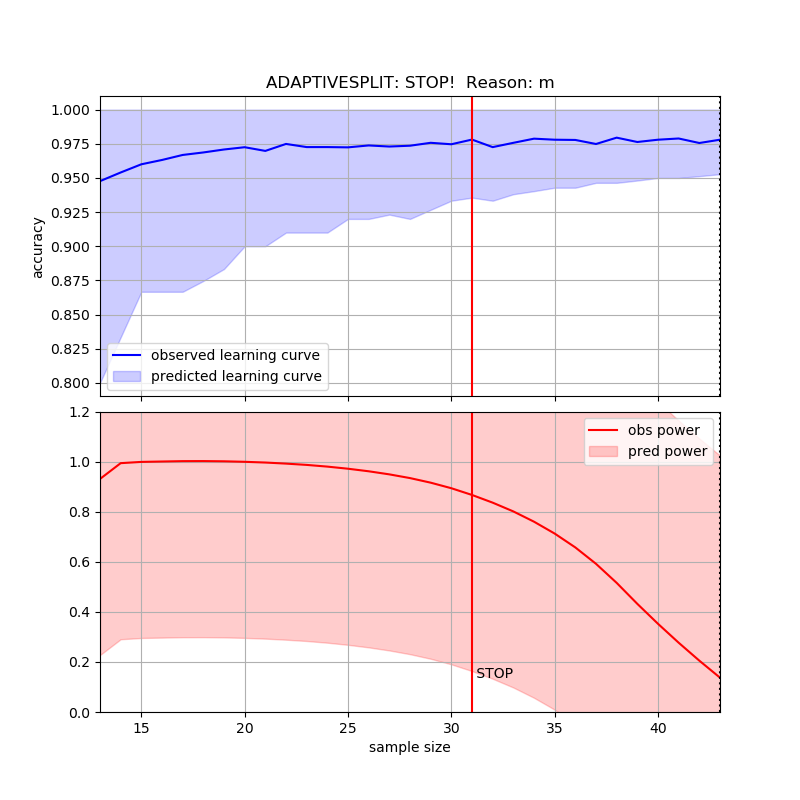 ADAPTIVESPLIT: STOP!  Reason: m
1.000
0.975
0.950
0.925
0.900
0.875
0.850
0.825
0.800
accuracy
observed learning curve
predicted learning curve
1.2
1.0
0.8
0.6
0.4
0.2
0.0
obs power
pred power
STOP
15 20 25 30 35 40
sample size